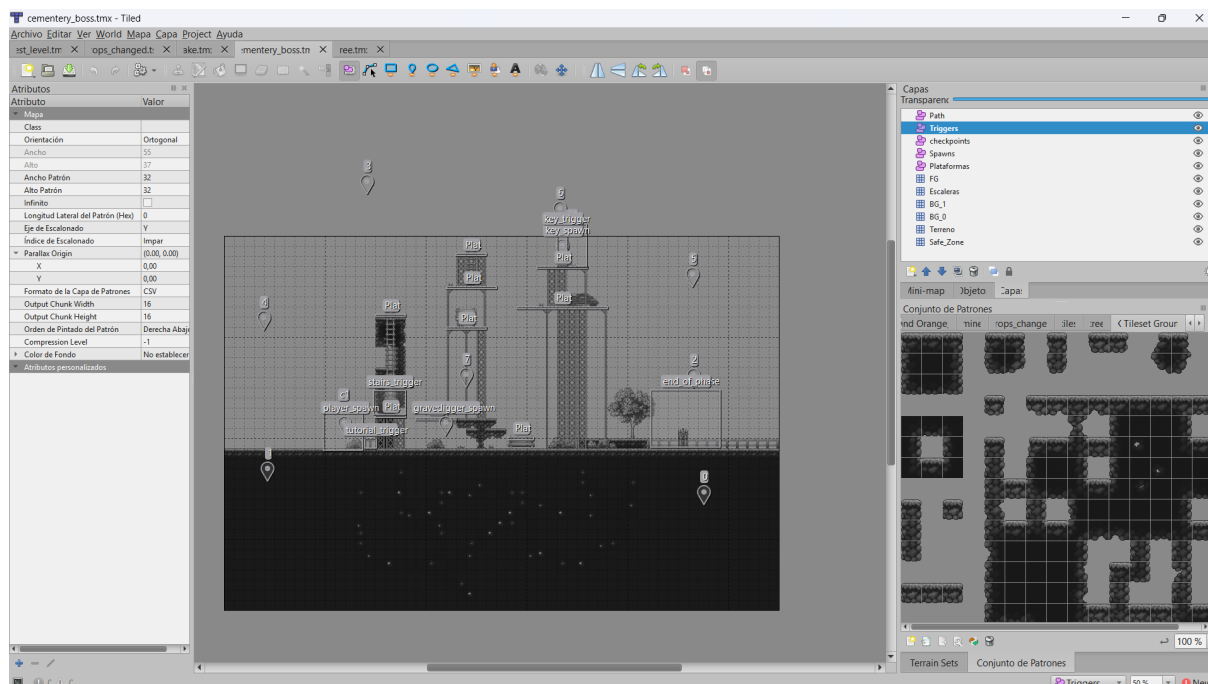 cementery_boss.tmx - Tiled
Archivo Editar Ver World Mapa Capa Project Ayuda
est_level.tm ops_changed.t: ake.tm: ementery_boss.tn ree.tm:
Atributos
Atributo Valor
Mapa
Class
Orientación Ortogonal
Ancho 55
Alto 37
Ancho Patrón 32
Alto Patrón 32
Infinito
Longitud Lateral del Patrón (Hex) 0
Eje de Escalonado Y
Índice de Escalonado Impar
Parallax Origin (0.00, 0.00)
X 0,00
Y 0,00
Formato de la Capa de Patrones CSV
Output Chunk Width 16
Output Chunk Height 16
Orden de Pintado del Patrón Derecha Abaj
Compression Level -1
Color de Fondo No establecer
Atributos personalizados
3
6
key_trigger
key_spawn
Plat
Plat
5
Plat
Plat
4
Plat
Plat
7
2
stairs_trigger
end_of_phase
c1
player_spawn
Plat
gravedigger_spawn
tutorial_trigger
Plat
0
Capas
Transparenc
Path
Triggers
checkpoints
Spawns
Plataformas
FG
Escaleras
BG_1
BG_0
Terreno
Safe_Zone
Mini-map Objeto Capas
Conjunto de Patrones
nd Orange_ mine rops_change tile: ree Tileset Groun
100 %
Terrain Sets Conjunto de Patrones
Triggers 50 % New